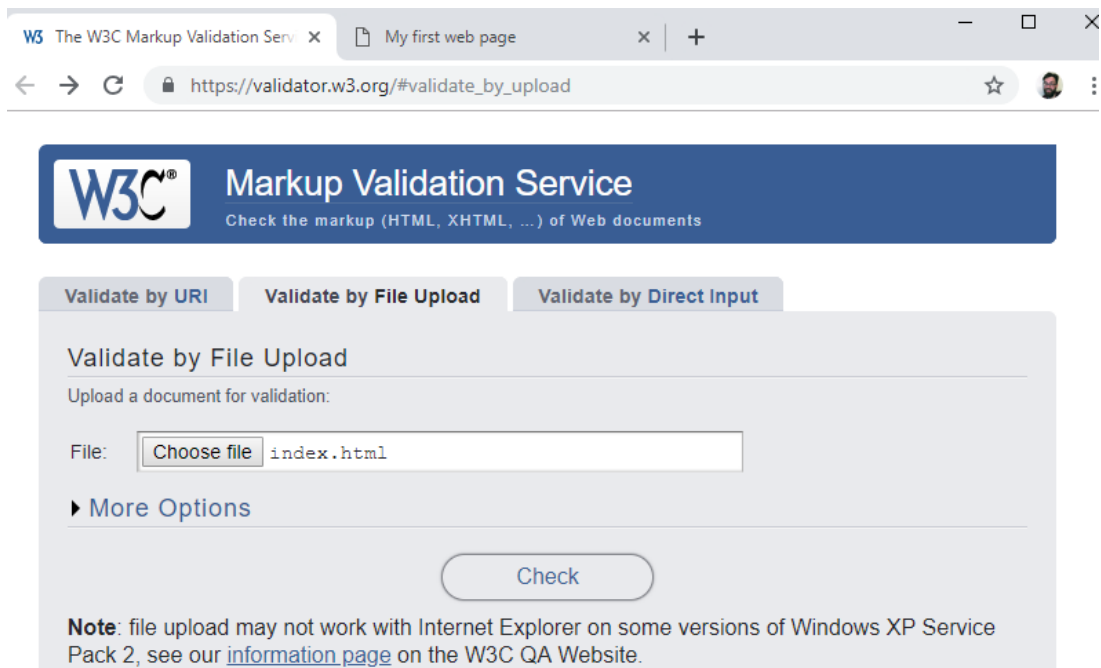 W3 The W3C Markup Validation Serv
My first web page
https://validator.w3.org/#validate_by_upload
W3C®
Markup Validation Service
Check the markup (HTML, XHTML, ...) of Web documents
Validate by URI
Validate by File Upload
Validate by Direct Input
Validate by File Upload
Upload a document for validation:
File: Choose file index.html
More Options
Check
Note: file upload may not work with Internet Explorer on some versions of Windows XP Service
Pack 2, see our information page on the W3C QA Website.